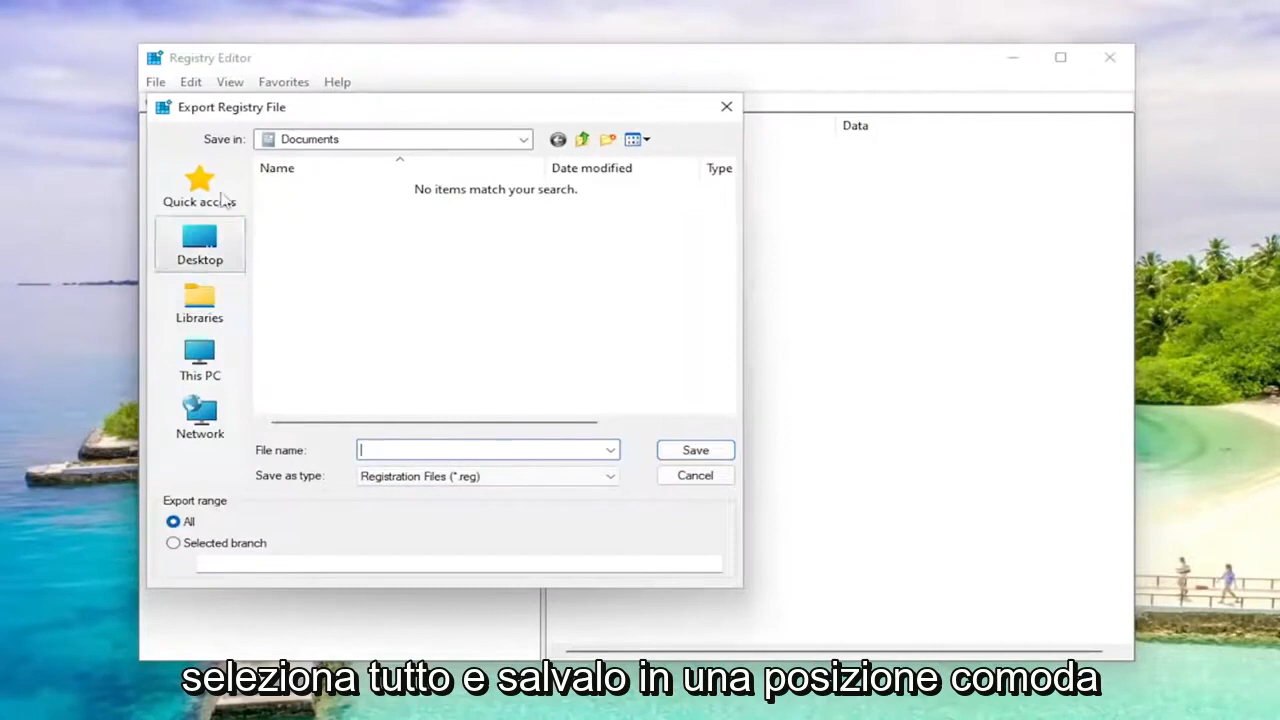 Registry Editor
File Edit View Favorites Help
Export Registry File
Data
Save in: Documents
Name Date modified Type
No items match your search.
Quick access
Desktop
Libraries
This PC
Network
File name: Save
Save as type: Registration Files (*.reg) Cancel
Export range
All
Selected branch
seleziona tutto e salvalo in una posizione comoda